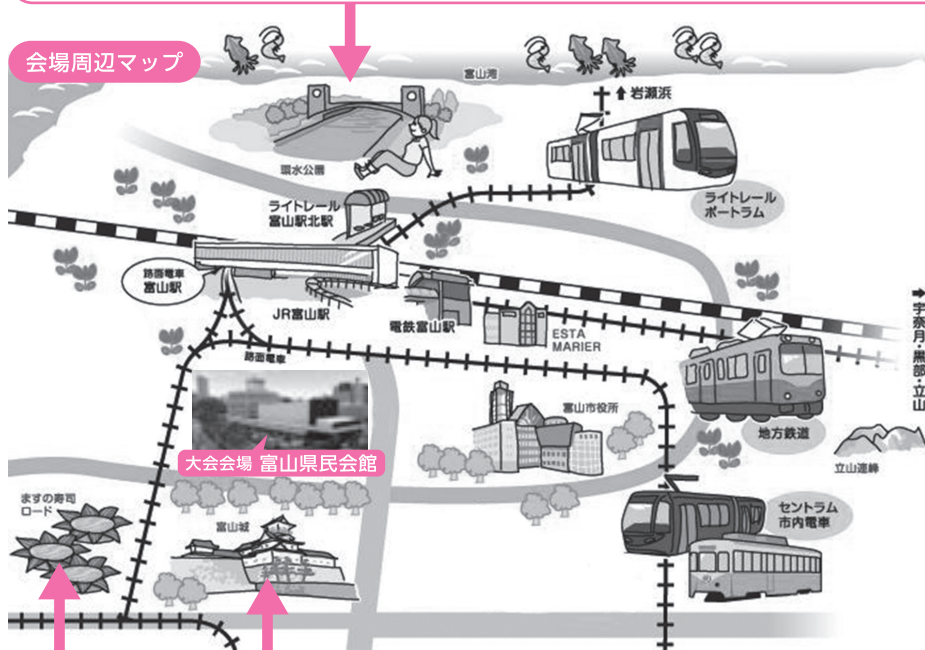 会場周辺マップ
富山湾
岩瀬浜
環水公園
ライトレール
ポートラム
ライトレール
富山駅北駅
路面電車
富山駅
JR富山駅
電鉄富山駅
ESTA
MARIER
宇奈月・黒部・立山
路面電車
富山市役所
地方鉄道
立山連峰
大会会場 富山県民会館
ますの寿司
ロード
富山城
セントラム
市内電車